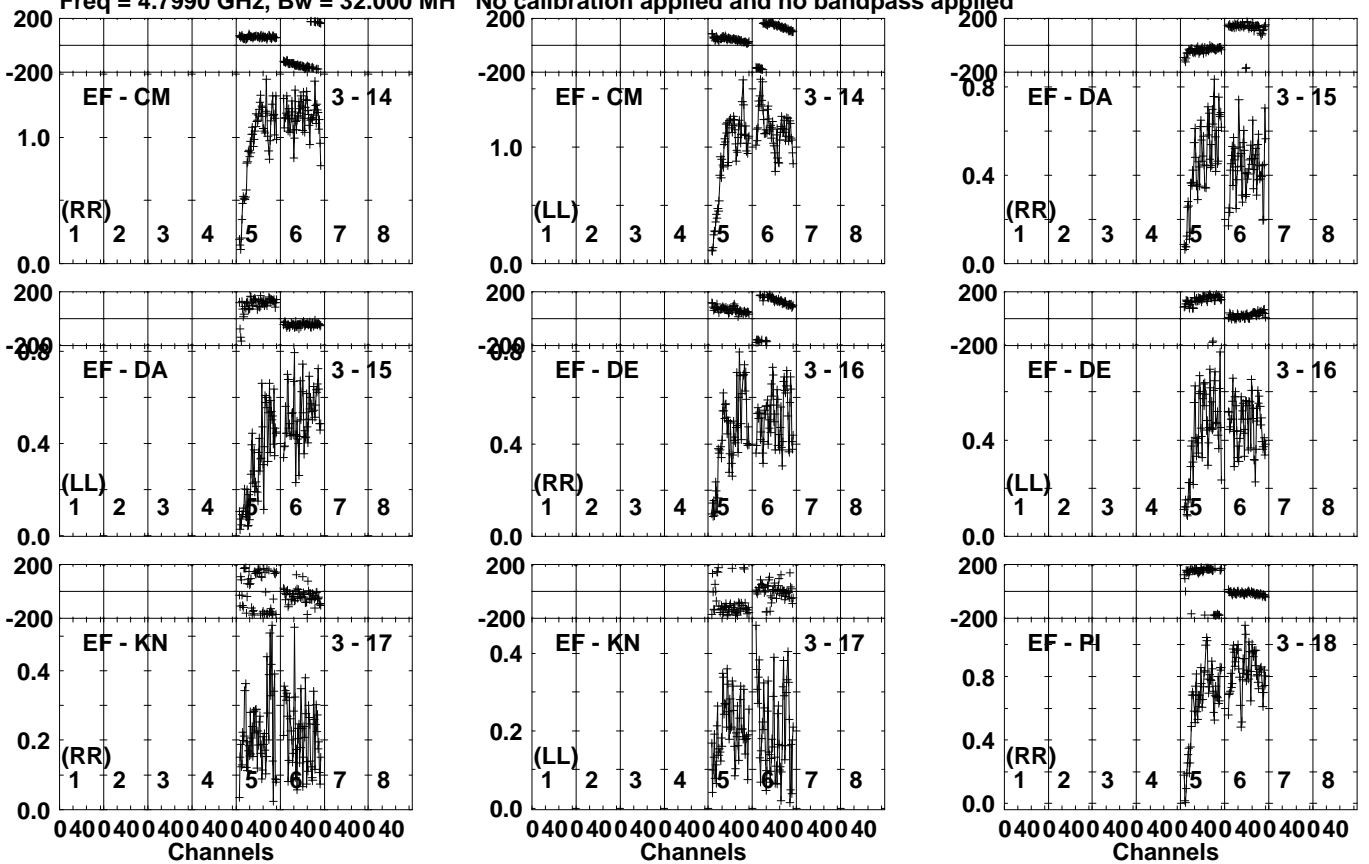 Freq = 4.7990 GHz, Bw = 32.000 MH No calibration applied and no bandpass applied
200 200 200
-200 -200 -200
EF - CM 3 - 14 EF - CM 3 - 14 0.8 EF - DA 3 - 15
1.0 1.0 0.4
(RR) (LL) (RR)
1 2 3 4 5 6 7 8 1 2 3 4 5 6 7 8 1 2 3 4 5 6 7 8
0.0 0.0 0.0
200 200 200
-200 -200 -200
0.8 EF - DA 3 - 15 EF - DE 3 - 16 EF - DE 3 - 16
0.4 0.4 0.4
(LL) (RR) (LL)
1 2 3 4 5 6 7 8 1 2 3 4 5 6 7 8 1 2 3 4 5 6 7 8
0.0 0.0 0.0
200 200 200
-200 -200 -200
EF - KN 3 - 17 EF - KN 3 - 17 EF - PI 3 - 18
0.4 0.4 0.8
0.2 0.2 0.4
(RR) (LL) (RR)
1 2 3 4 5 6 7 8 1 2 3 4 5 6 7 8 1 2 3 4 5 6 7 8
0.0 0.0 0.0
0 40 0 40 0 40 0 40 0 40 0 40 0 40 0 40 0 40 0 40 0 40 0 40 0 40 0 40 0 40 0 40 0 40 0 40 0 40 0 40 0 40 0 40 0 40 0 40
Channels Channels Channels